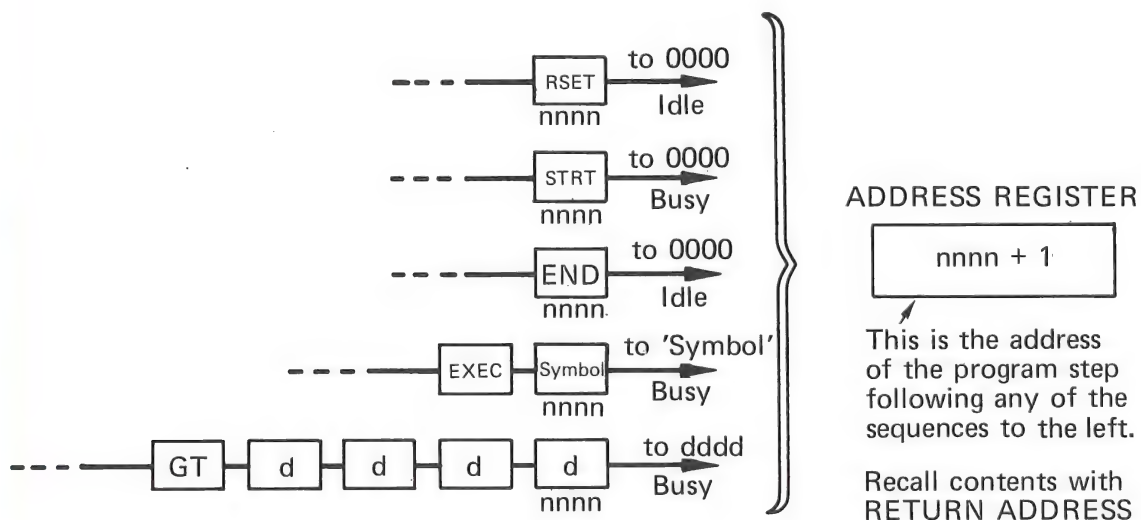 to 0000
RSET
Idle
nnnn
to 0000
STRT
Busy
nnnn
to 0000
END
Idle
nnnn.
to 'Symbol'
EXEC Symbol
Busy
nnnn
to dddd
GT d d d d
Busy
nnnn
ADDRESS REGISTER
nnnn + 1
This is the address
of the program step
following any of the
sequences to the left.
Recall contents with
RETURN ADDRESS